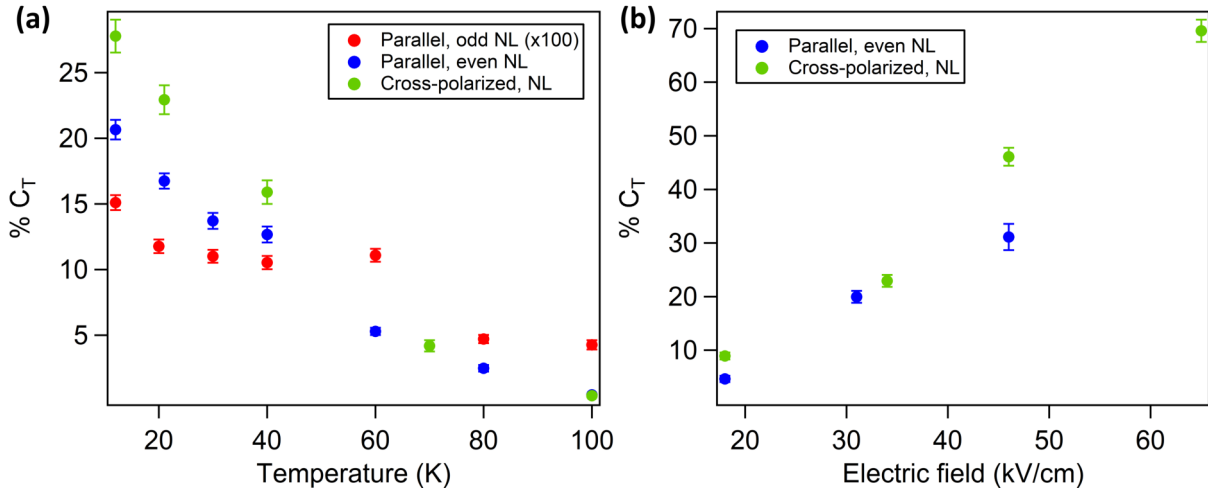 (a)
Parallel, odd NL (x100)
Parallel, even NL
Cross-polarized, NL
% C_T
25
20
15
10
5
20
40
60
80
100
Temperature (K)
(b)
Parallel, even NL
Cross-polarized, NL
% C_T
70
60
50
40
30
20
10
20
30
40
50
60
Electric field (kV/cm)